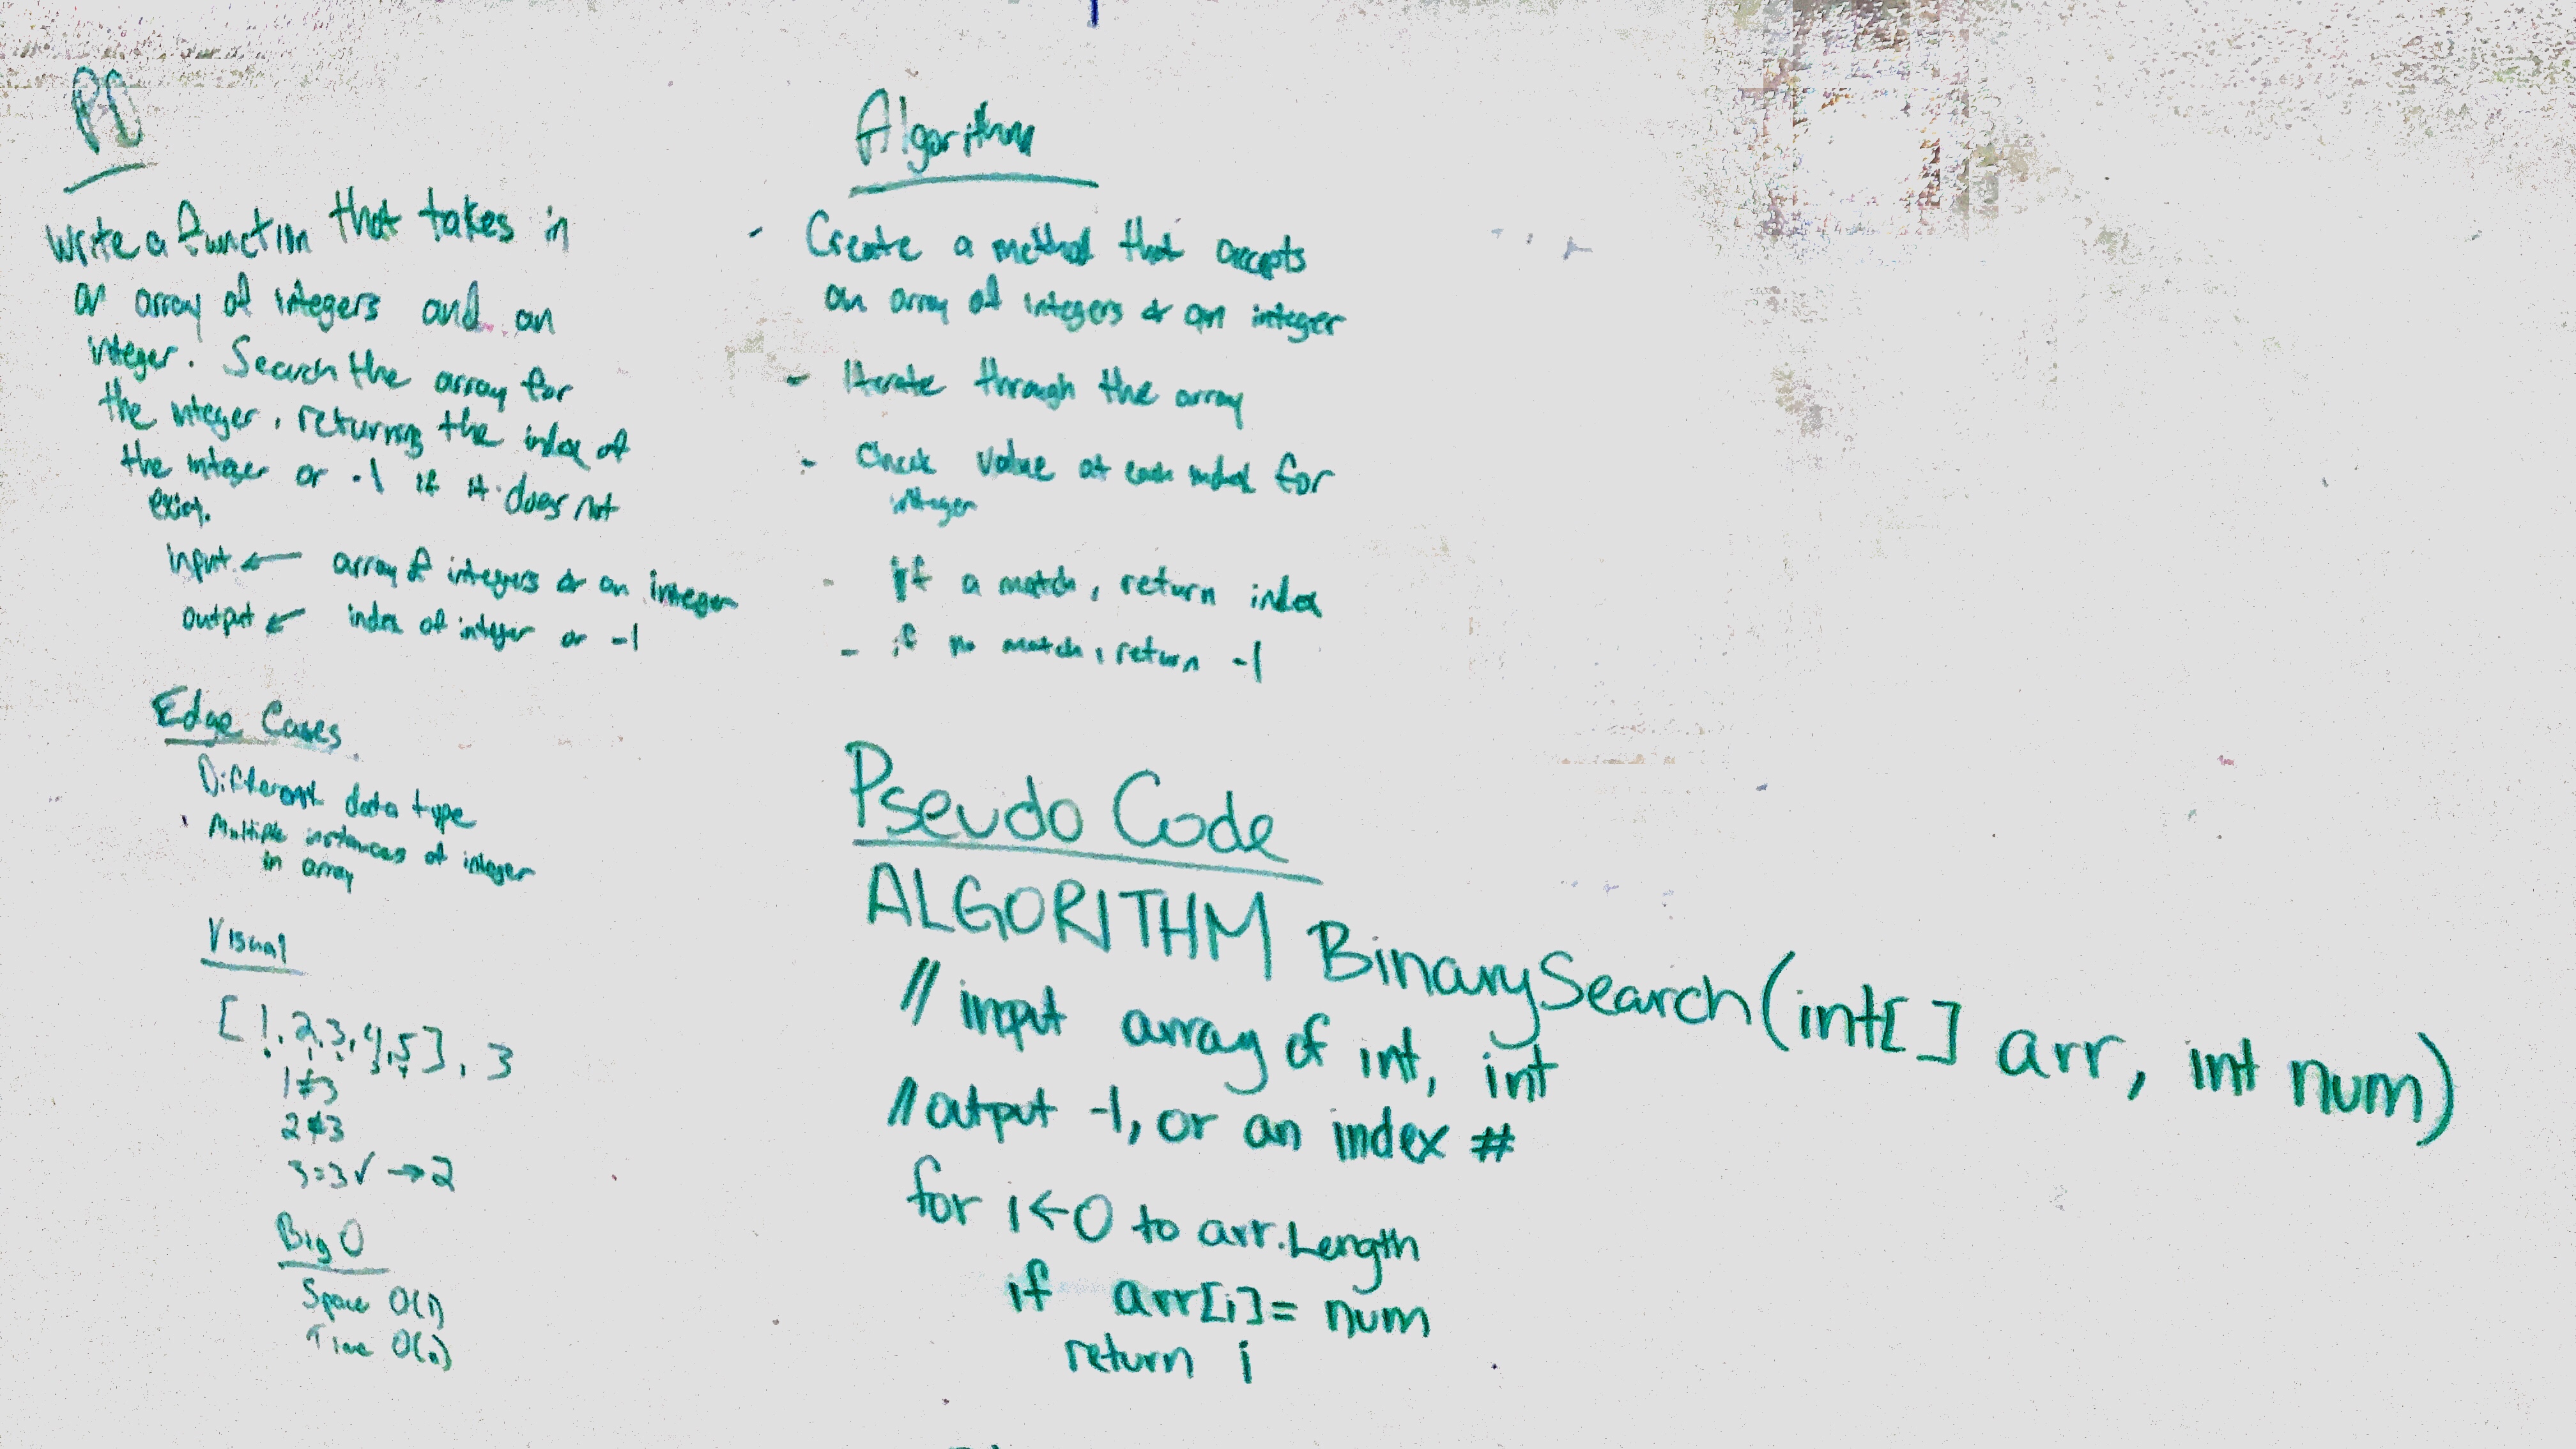 PD
Write a function that takes in
an array of integers and an
integer. Search the array for
the integer, returning the index of
the integer or -1 if it does not
exist.
input ← array of integers & an integer
output ← index of integer or -1
Edge Cases
Different data type
Multiple instances of integer
in array
Visual
[1,2,3,4,5], 3
1≠3
2≠3
3=3✓ → 2
Big O
Space O(1)
Time O(n)
Algorithm
- Create a method that accepts
an array of integers & an integer
- Iterate through the array
- Check value at each index for
integer
- if a match, return index
- if no match, return -1
Pseudo Code
ALGORITHM BinarySearch(int[] arr, int num)
// input array of int, int
// output -1, or an index #
for i ← 0 to arr.Length
if arr[i] = num
return i